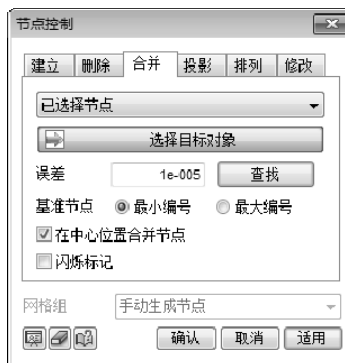 节点控制
建立 删除 合并 投影 排列 修改
已选择节点
选择目标对象
误差 1e-005 查找
基准节点 最小编号 最大编号
在中心位置合并节点
闪烁标记
网格组 手动生成节点
确认 取消 适用